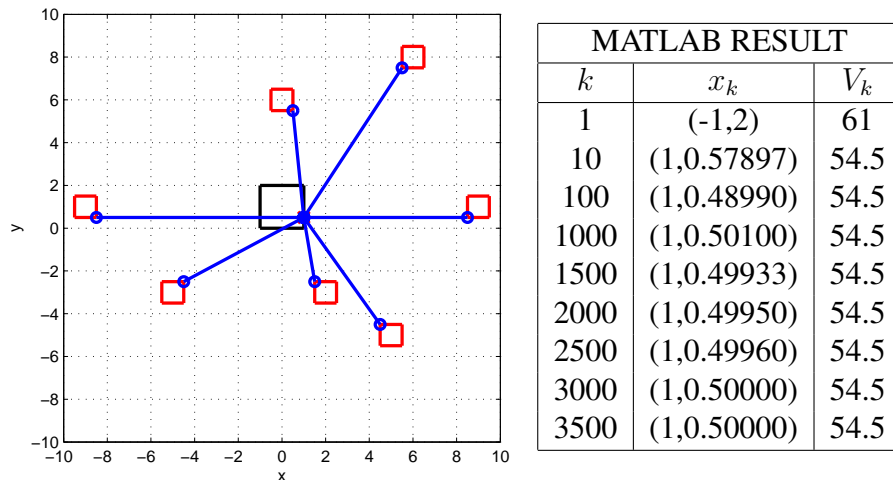 10
8
6
4
2
0
−2
−4
−6
−8
−10
y
−10 −8 −6 −4 −2 0 2 4 6 8 10
x
MATLAB RESULT
k x_k V_k
1 (-1,2) 61
10 (1,0.57897) 54.5
100 (1,0.48990) 54.5
1000 (1,0.50100) 54.5
1500 (1,0.49933) 54.5
2000 (1,0.49950) 54.5
2500 (1,0.49960) 54.5
3000 (1,0.50000) 54.5
3500 (1,0.50000) 54.5